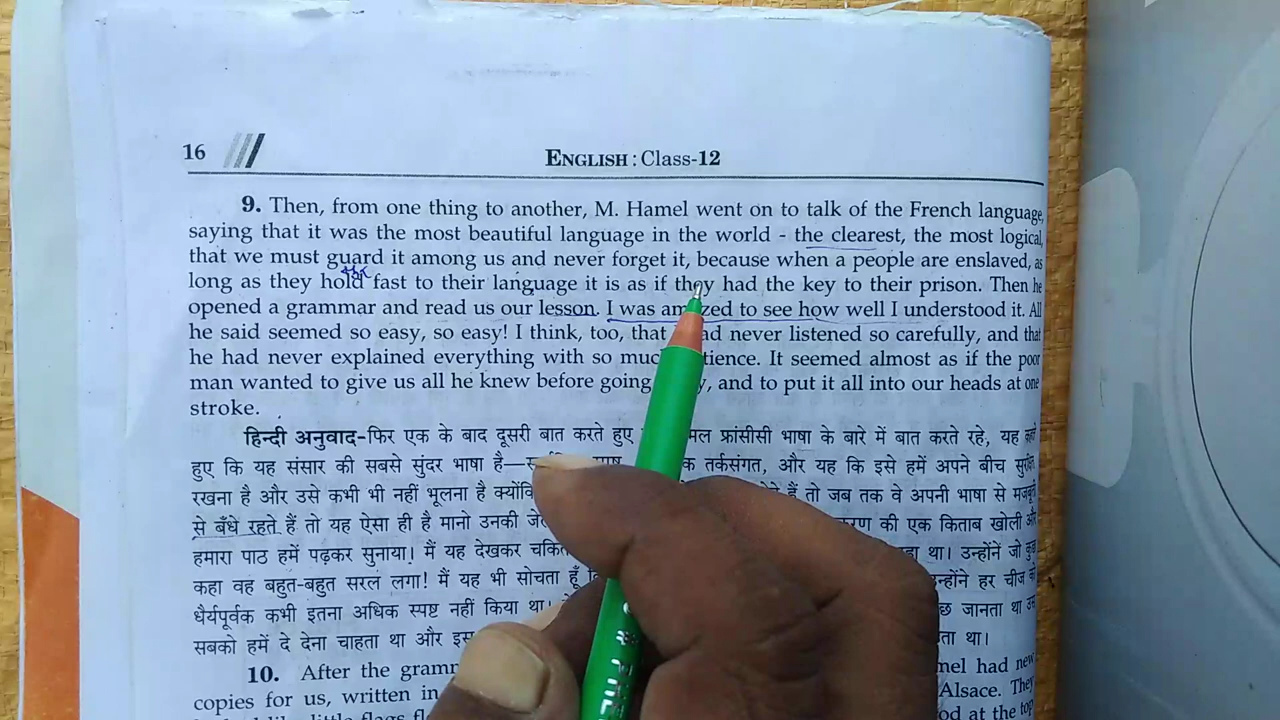 16
ENGLISH : Class-12
9. Then, from one thing to another, M. Hamel went on to talk of the French language,
saying that it was the most beautiful language in the world - the clearest, the most logical,
that we must guard it among us and never forget it, because when a people are enslaved, as
long as they hold fast to their language it is as if they had the key to their prison. Then he
opened a grammar and read us our lesson. I was amazed to see how well I understood it. All
he said seemed so easy, so easy! I think, too, that had never listened so carefully, and that
he had never explained everything with so much It seemed almost as if the poor
man wanted to give us all he knew before going and to put it all into our heads at one
stroke.
हिन्दी अनुवाद–फिर एक के बाद दूसरी बात करते हुए फ्रांसीसी भाषा के बारे में बात करते रहे, यह
हुए कि यह संसार की सबसे सुंदर भाषा है— तर्कसंगत, और यह कि इसे हमें अपने बीच
रखना है और उसे कभी भी नहीं भूलना है हैं तो जब तक वे अपनी भाषा से
से बँधे रहते हैं तो यह ऐसा ही है मानो उनकी की एक किताब खोली और
हमारा पाठ हमें पढ़कर सुनाया! मैं यह देखकर था। उन्होंने जो कुछ
कहा वह बहुत-बहुत सरल लगा! मैं यह भी सोचता हूँ हर चीज
धैर्यपूर्वक कभी इतना अधिक स्पष्ट नहीं किया था। जानता था
सबको हमें दे देना चाहता था और था।
10. After the had new
copies for us, written in Alsace. They
at the top